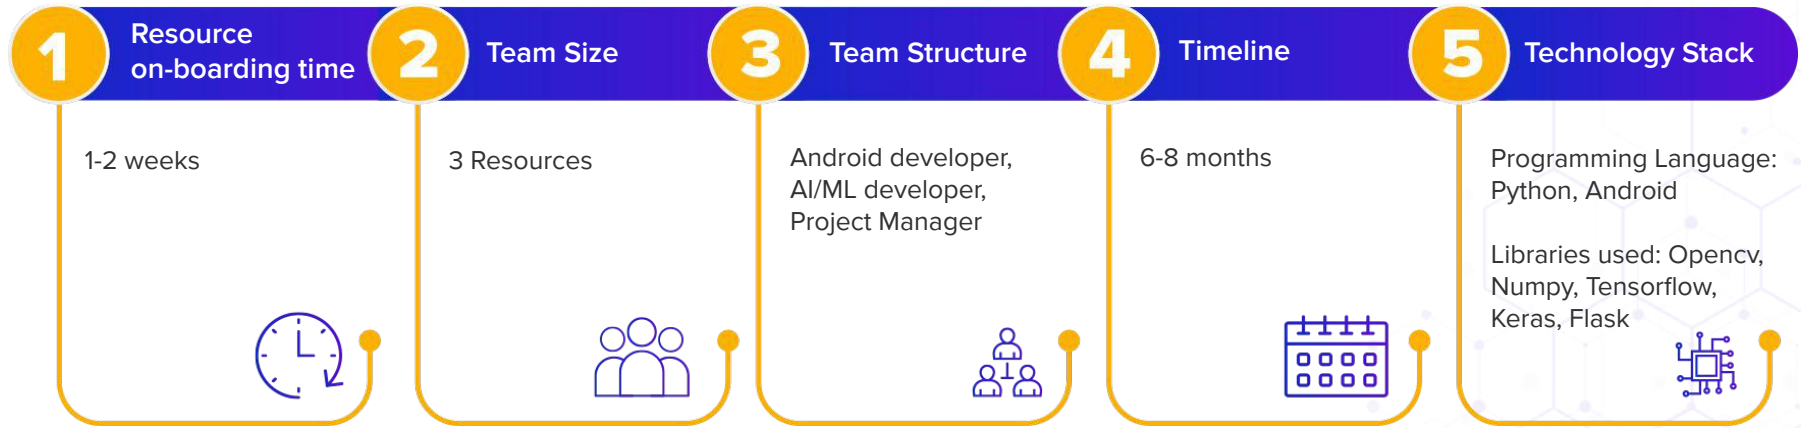 1
Resource
on-boarding time
1-2 weeks
2
Team Size
3 Resources
3
Team Structure
Android developer,
AI/ML developer,
Project Manager
4
Timeline
6-8 months
5
Technology Stack
Programming Language:
Python, Android
Libraries used: Opencv,
Numpy, Tensorflow,
Keras, Flask